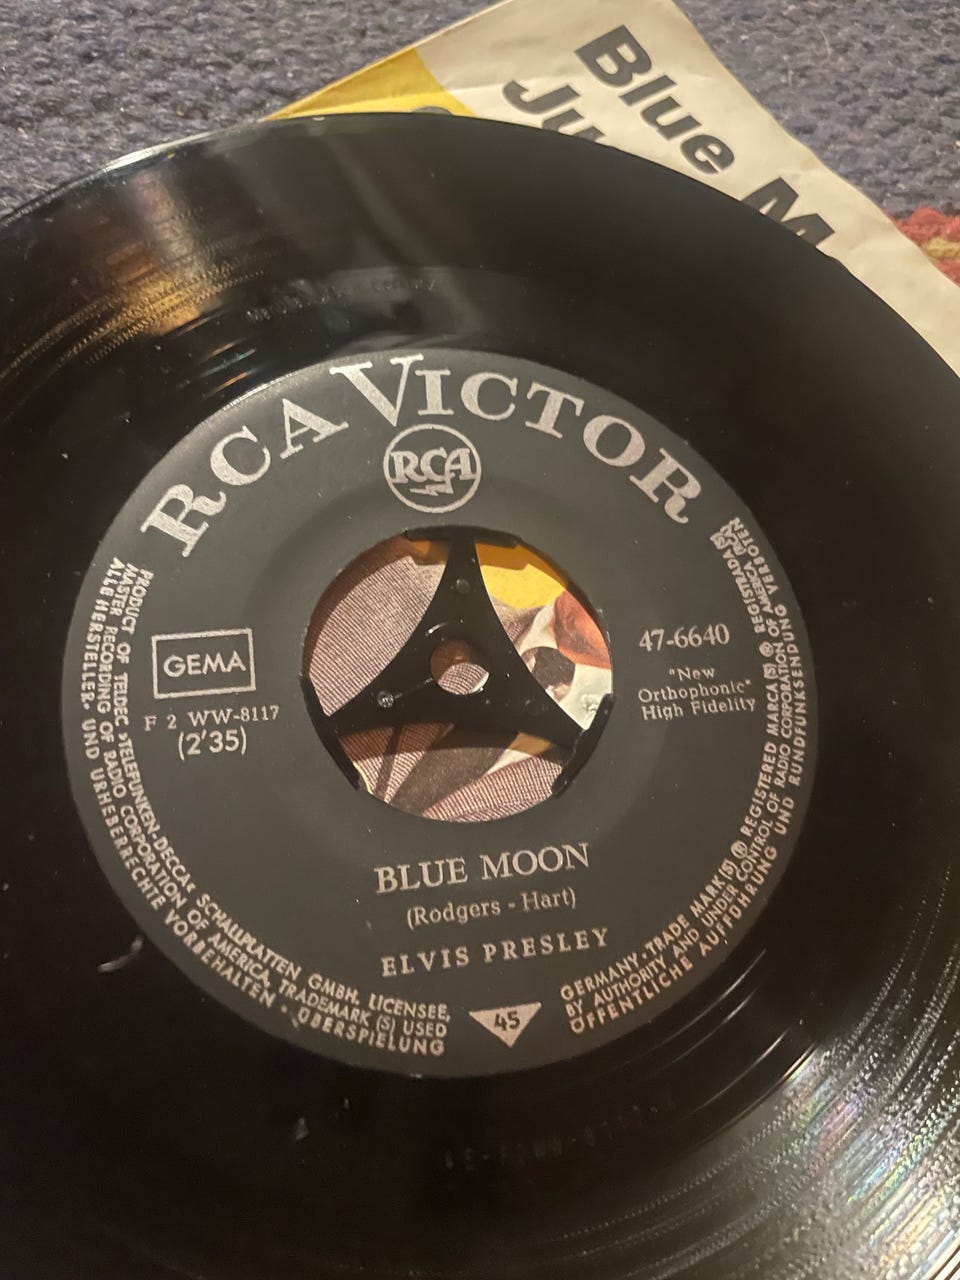 Blue M
Ju
RCA VICTOR
RCA
GEMA
F 2 WW-8117
(2'35)
47-6640
"New
Orthophonic"
High Fidelity
BLUE MOON
(Rodgers - Hart)
ELVIS PRESLEY
45
PRODUCT OF TELDEC »TELEFUNKEN-DECCA« SCHALLPLATTEN GMBH. LICENSEE,
MASTER RECORDING OF RADIO CORPORATION OF AMERICA, TRADEMARK (S) USED
ALLE HERSTELLER- UND URHEBERRECHTE VORBEHALTEN · ÜBERSPIELUNG
GERMANY · TRADE MARK(S) ® REGISTERED MARCA(S) ® REGISTRADA(S)
BY AUTHORITY AND UNDER CONTROL OF RADIO CORPORATION OF AMERICA
ÖFFENTLICHE AUFFÜHRUNG UND RUNDFUNKSENDUNG VERBOTEN